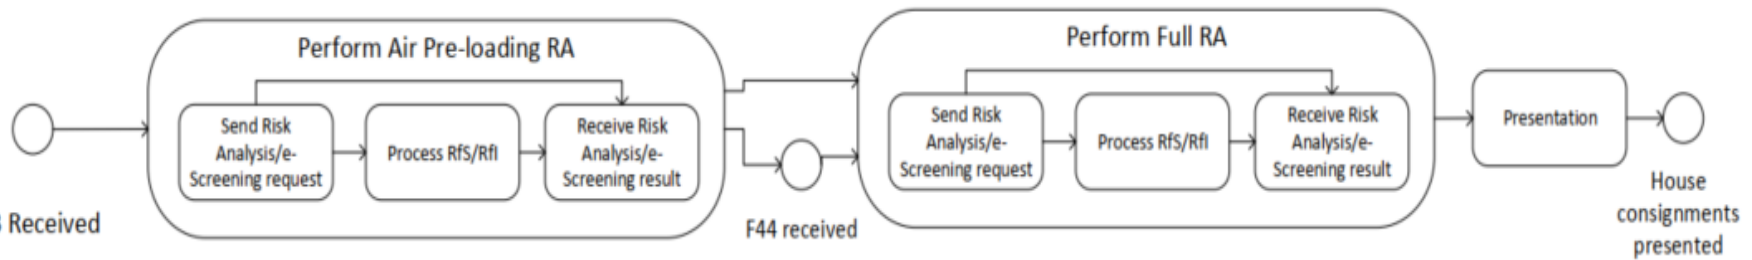 Perform Air Pre-loading RA
Send Risk
Analysis/e-
Screening request
Process RfS/RfI
Receive Risk
Analysis/e-
Screening result
Received
F44 received
Perform Full RA
Send Risk
Analysis/e-
Screening request
Process RfS/RfI
Receive Risk
Analysis/e-
Screening result
Presentation
House
consignments
presented